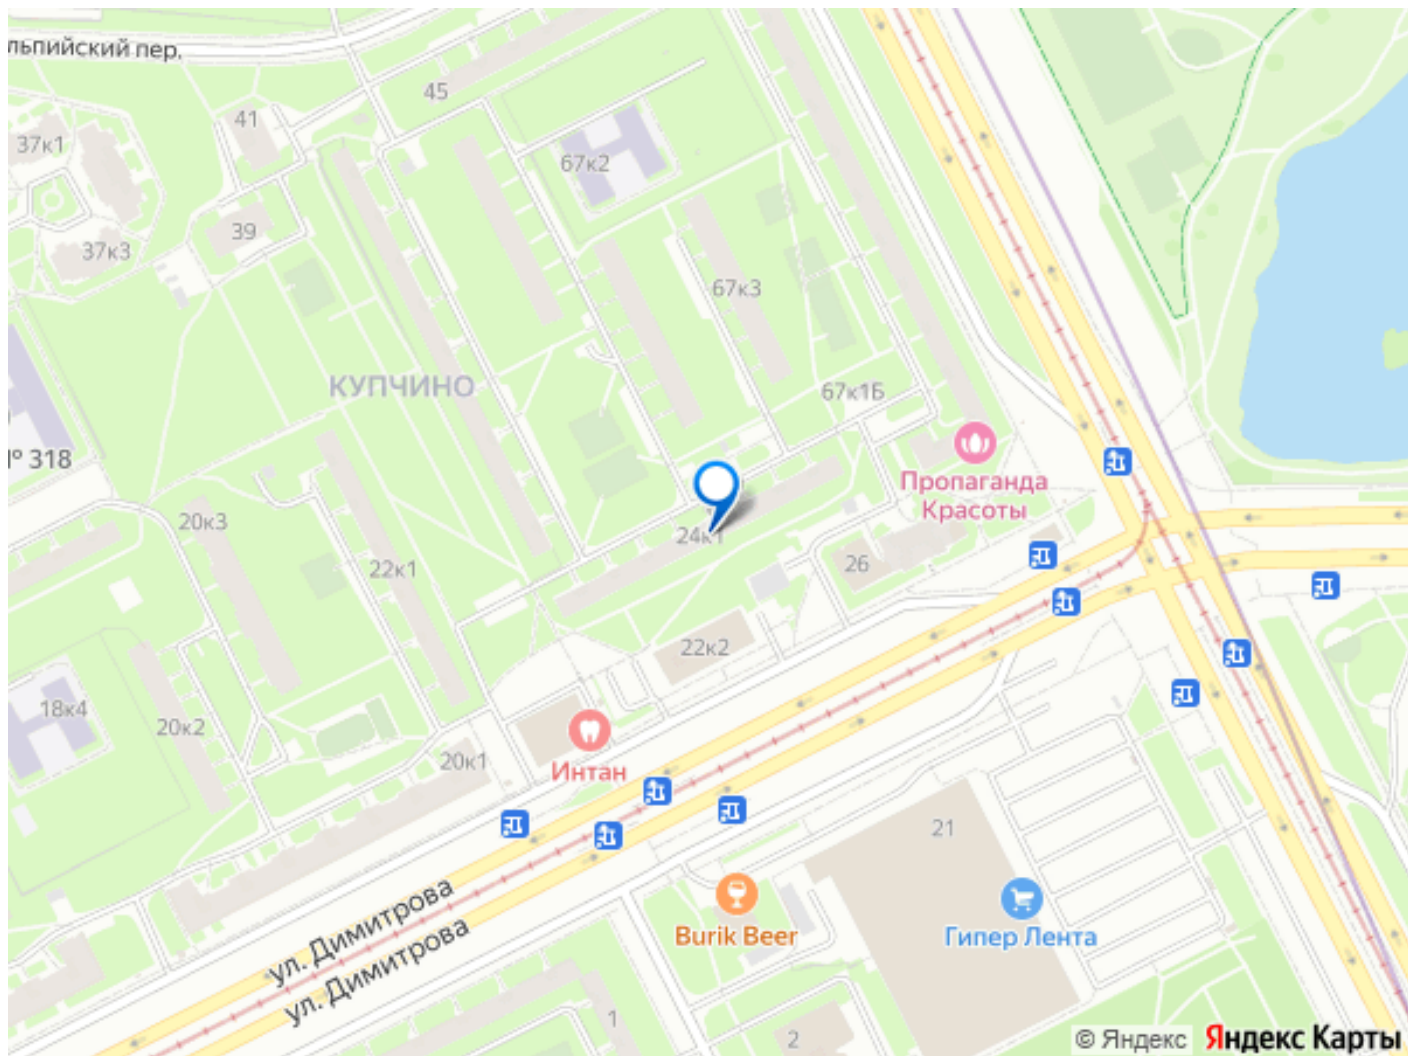 льпийский пер.
45
41
37к1
67к2
39
37к3
67к3
КУПЧИНО
67к1Б
№ 318
Пропаганда
Красоты
20к3
24к1
26
22к1
22к2
18к4
20к2
20к1
Интан
21
ул. Димитрова
ул. Димитрова
Burik Beer
Гипер Лента
1
2
© Яндекс Яндекс Карты